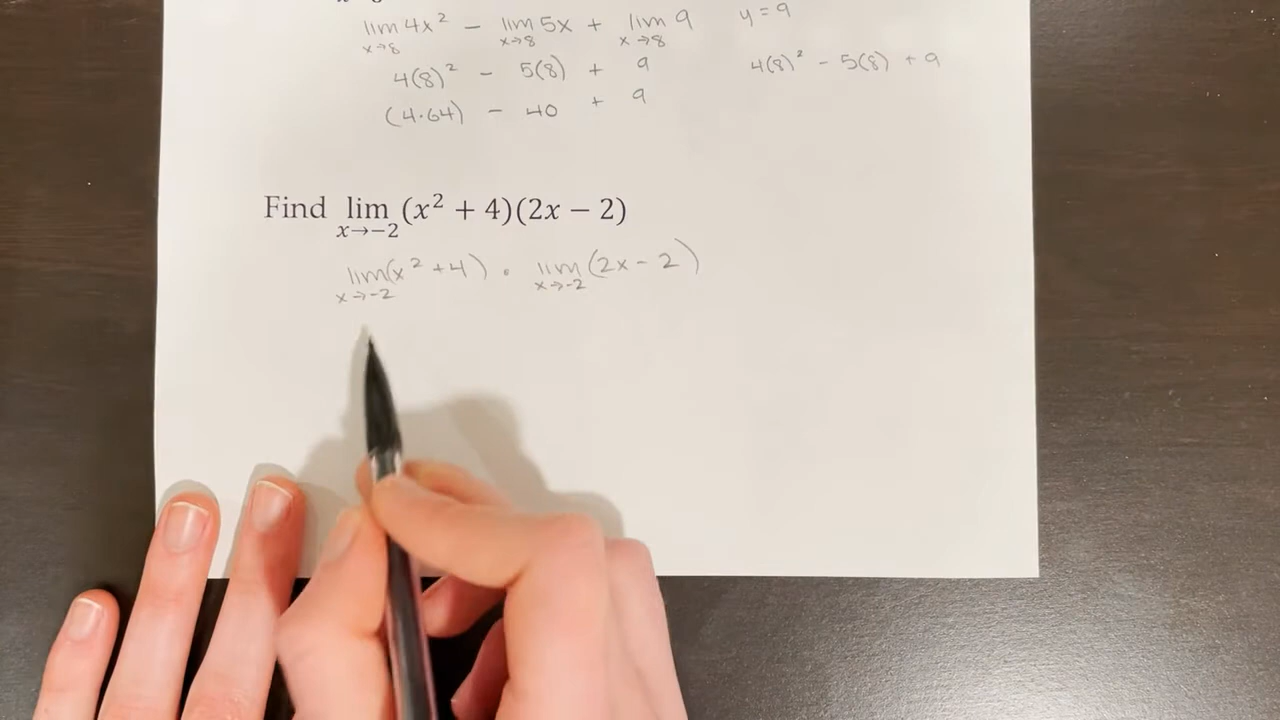 lim 4x² − lim 5x + lim 9 y = 9
x→8 x→8 x→8
4(8)² − 5(8) + 9 4(8)² − 5(8) + 9
(4·64) − 40 + 9
Find lim (x² + 4)(2x − 2)
x→−2
lim(x² + 4) · lim(2x − 2)
x→−2 x→−2